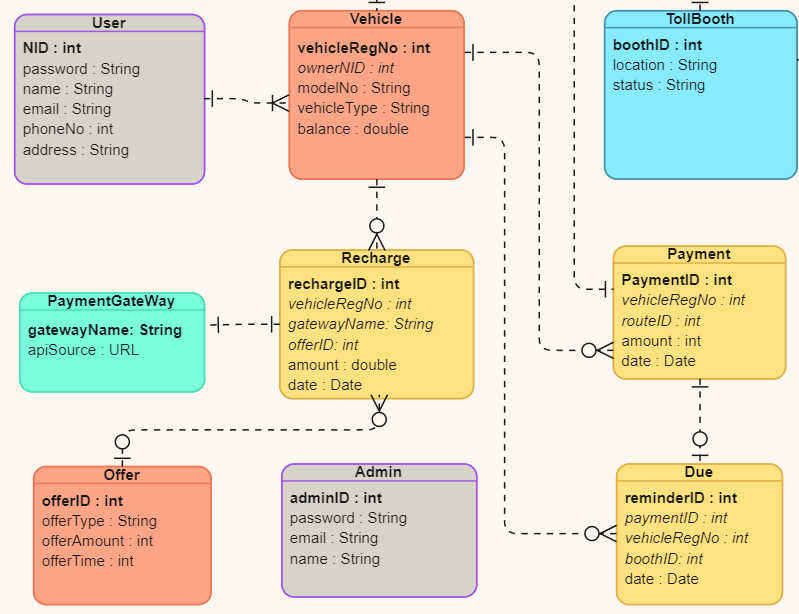 User
NID : int
password : String
name : String
email : String
phoneNo : int
address : String
Vehicle
vehicleRegNo : int
ownerNID : int
modelNo : String
vehicleType : String
balance : double
TollBooth
boothID : int
location : String
status : String
PaymentGateWay
gatewayName: String
apiSource : URL
Recharge
rechargeID : int
vehicleRegNo : int
gatewayName: String
offerID: int
amount : double
date : Date
Payment
PaymentID : int
vehicleRegNo : int
routeID : int
amount : int
date : Date
Offer
offerID : int
offerType : String
offerAmount : int
offerTime : int
Admin
adminID : int
password : String
email : String
name : String
Due
reminderID : int
paymentID : int
vehicleRegNo : int
boothID: int
date : Date